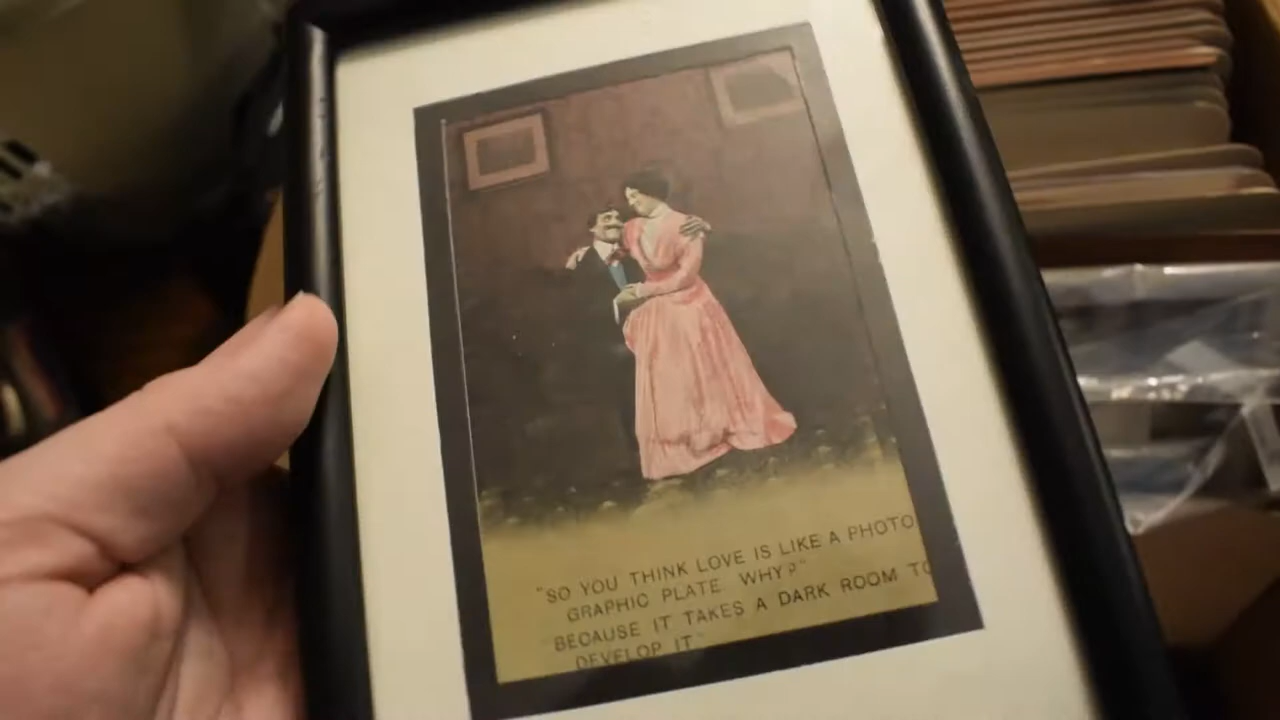 "SO YOU THINK LOVE IS LIKE A PHOTO
GRAPHIC PLATE. WHY?"
BECAUSE IT TAKES A DARK ROOM TO
DEVELOP IT"